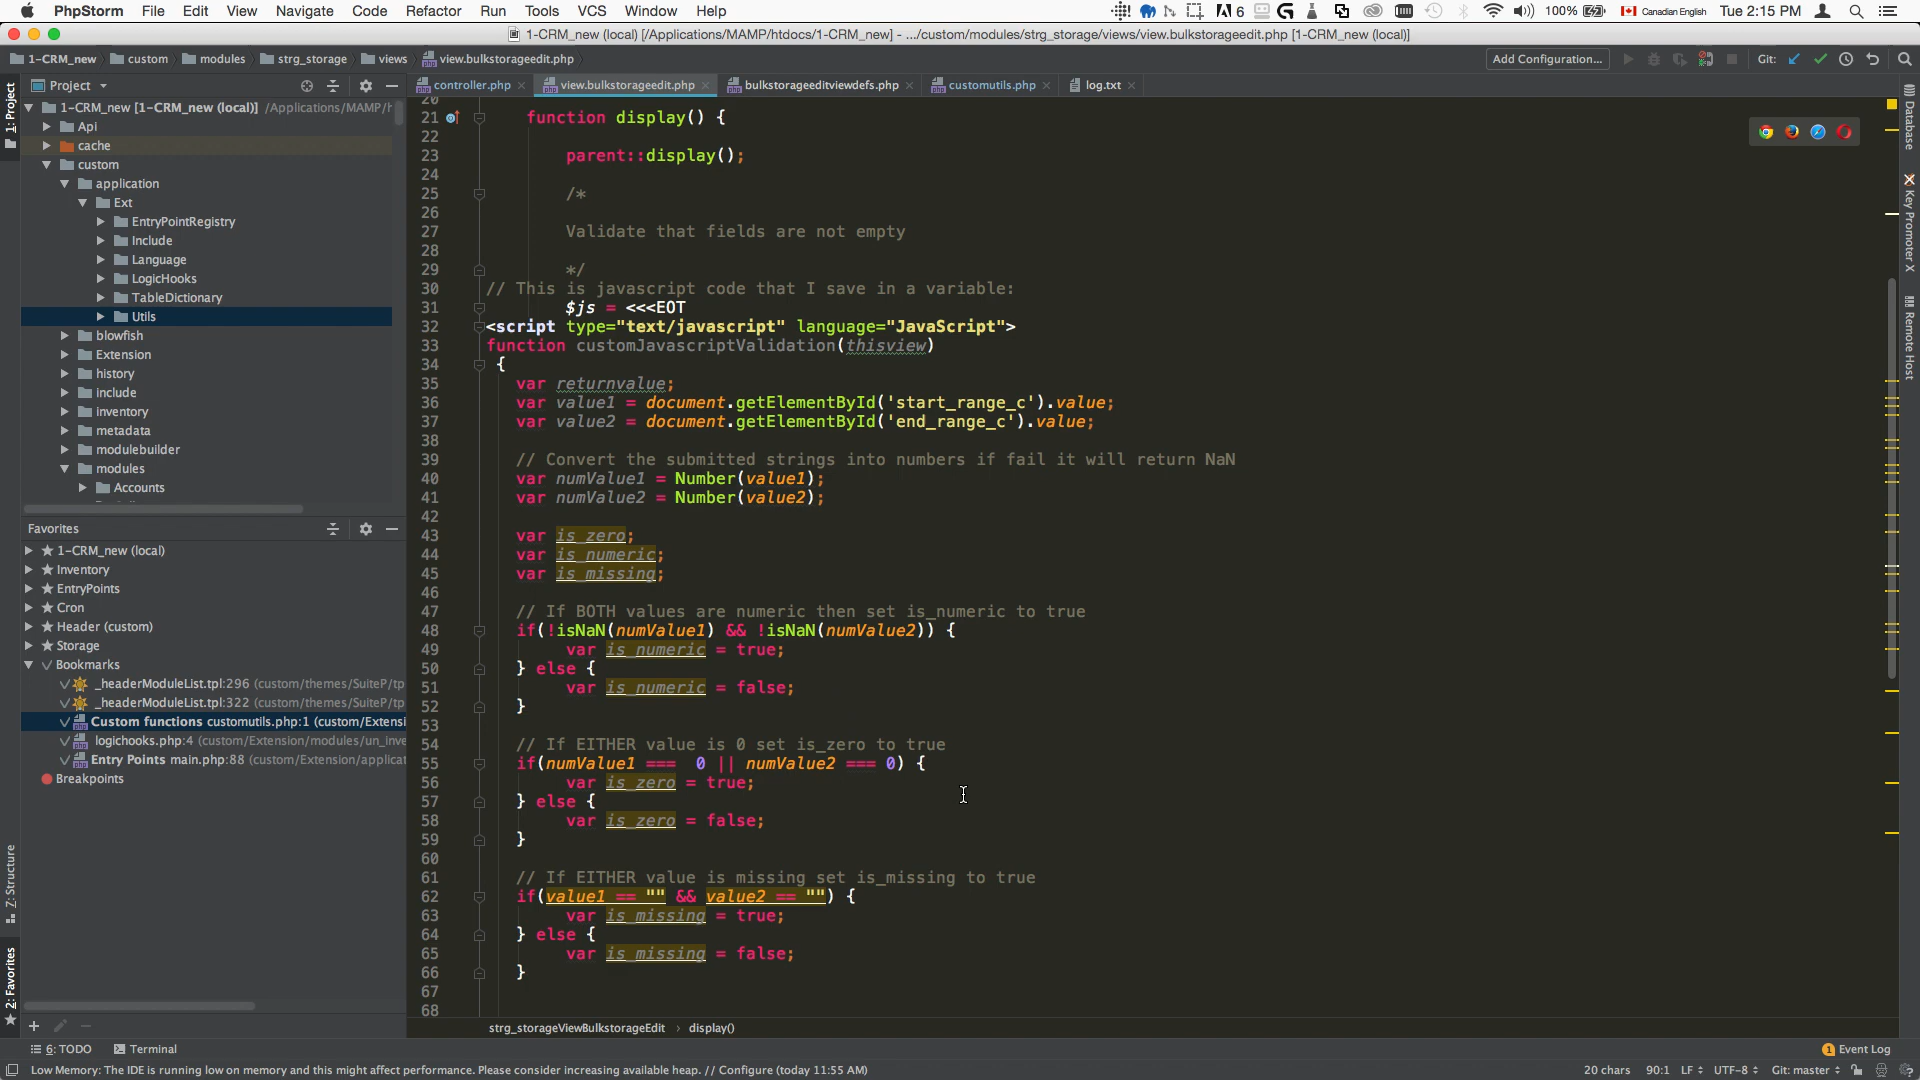 PhpStorm File Edit View Navigate Code Refactor Run Tools VCS Window Help
6 100% Canadian English Tue 2:15 PM
1-CRM_new (local) [/Applications/MAMP/htdocs/1-CRM_new] - .../custom/modules/strg_storage/views/view.bulkstorageedit.php [1-CRM_new (local)]
1-CRM_new custom modules strg_storage views view.bulkstorageedit.php
Add Configuration... Git:
Project
controller.php view.bulkstorageedit.php bulkstorageeditviewdefs.php customutils.php log.txt
1: Project
1-CRM_new [1-CRM_new (local)] /Applications/MAMP/h
Api
cache
custom
application
Ext
EntryPointRegistry
Include
Language
LogicHooks
TableDictionary
Utils
blowfish
Extension
history
include
inventory
metadata
modulebuilder
modules
Accounts
Favorites
1-CRM_new (local)
Inventory
EntryPoints
Cron
Header (custom)
Storage
Bookmarks
_headerModuleList.tpl:296 (custom/themes/SuiteP/tp
_headerModuleList.tpl:322 (custom/themes/SuiteP/tp
Custom functions customutils.php:1 (custom/Extensi
logichooks.php:4 (custom/Extension/modules/un_inve
Entry Points main.php:88 (custom/Extension/applicat
Breakpoints
Z: Structure
2: Favorites
20
21 function display() {
22
23 parent::display();
24
25 /*
26
27 Validate that fields are not empty
28
29 */
30 // This is javascript code that I save in a variable:
31 $js = <<<EOT
32 <script type="text/javascript" language="JavaScript">
33 function customJavascriptValidation(thisview)
34 {
35 var returnvalue;
36 var value1 = document.getElementById('start_range_c').value;
37 var value2 = document.getElementById('end_range_c').value;
38
39 // Convert the submitted strings into numbers if fail it will return NaN
40 var numValue1 = Number(value1);
41 var numValue2 = Number(value2);
42
43 var is_zero;
44 var is_numeric;
45 var is_missing;
46
47 // If BOTH values are numeric then set is_numeric to true
48 if(!isNaN(numValue1) && !isNaN(numValue2)) {
49 var is_numeric = true;
50 } else {
51 var is_numeric = false;
52 }
53
54 // If EITHER value is 0 set is_zero to true
55 if(numValue1 === 0 || numValue2 === 0) {
56 var is_zero = true;
57 } else {
58 var is_zero = false;
59 }
60
61 // If EITHER value is missing set is_missing to true
62 if(value1 == "" && value2 == "") {
63 var is_missing = true;
64 } else {
65 var is_missing = false;
66 }
67
68
strg_storageViewBulkstorageEdit › display()
Database
Key Promoter X
Remote Host
6: TODO Terminal
1 Event Log
Low Memory: The IDE is running low on memory and this might affect performance. Please consider increasing available heap. // Configure (today 11:55 AM)
20 chars 90:1 LF UTF-8 Git: master